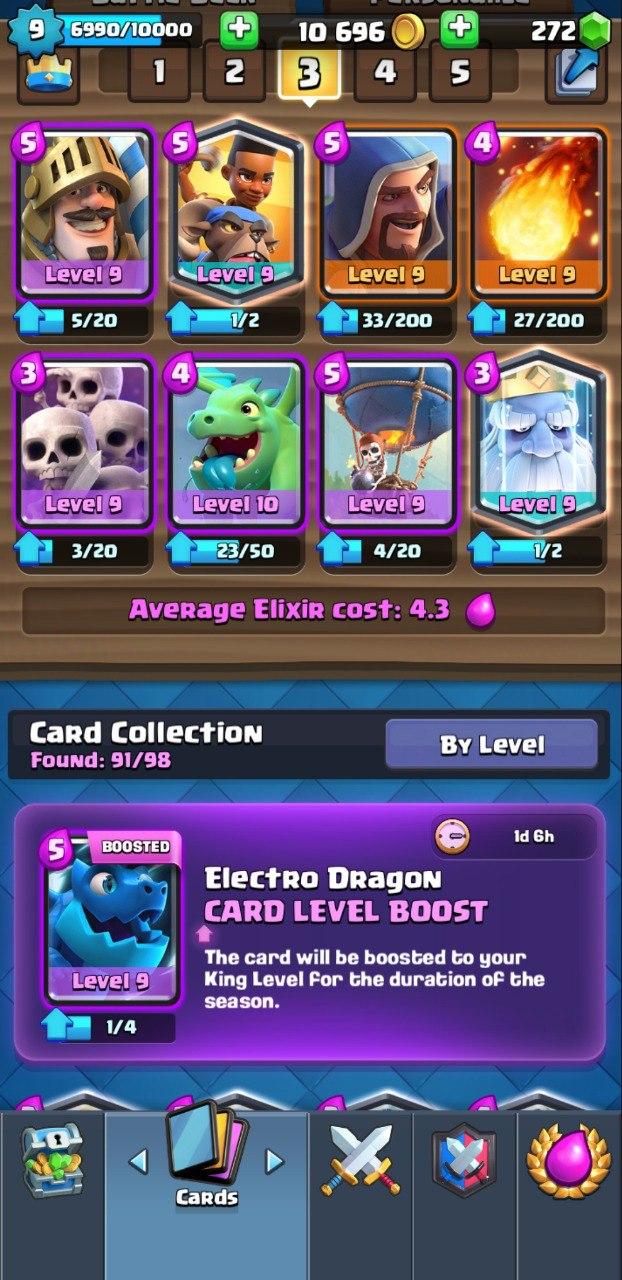 Battle Deck Personalize
9 6990/10000 10 696 272
1 2 3 4 5
5 5 5 4
Level 9 Level 9 Level 9 Level 9
5/20 1/2 33/200 27/200
3 4 5 3
Level 9 Level 10 Level 9 Level 9
3/20 23/50 4/20 1/2
Average Elixir cost: 4.3
Card Collection
Found: 91/98
By Level
5 BOOSTED
Level 9
1/4
1d 6h
Electro Dragon
CARD LEVEL BOOST
The card will be boosted to your
King Level for the duration of the
season.
Cards